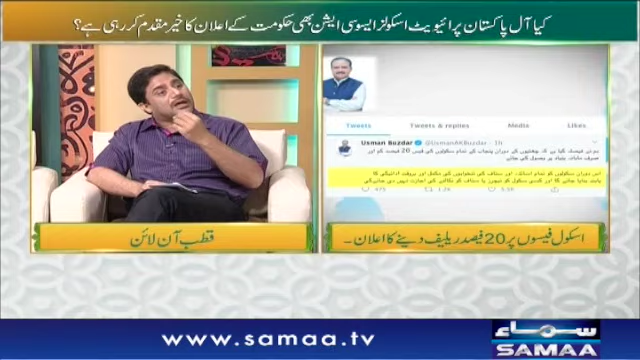 کیا آل پاکستان پرائیویٹ اسکولز ایسوسی ایشن بھی حکومت کے اعلان کا خیر مقدم کر رہی ہے؟
Tweets Tweets & replies Media Likes
Usman Buzdar @UsmanAKBuzdar · 1h
قطب آن لائن
اسکول فیسوں پر 20 فیصد ریلیف دینے کا اعلان ۔
www.samaa.tv
سماء
SAMAA